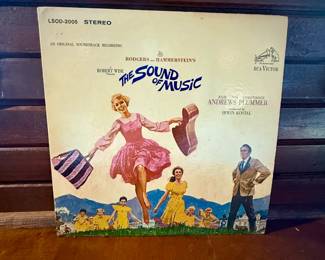 LSOD-2005 STEREO
AN ORIGINAL SOUNDTRACK RECORDING
RODGERS and HAMMERSTEIN'S
ROBERT WISE
THE SOUND
OF MUSIC
RCA VICTOR
ANDREWS PLUMMER
IRWIN KOSTAL